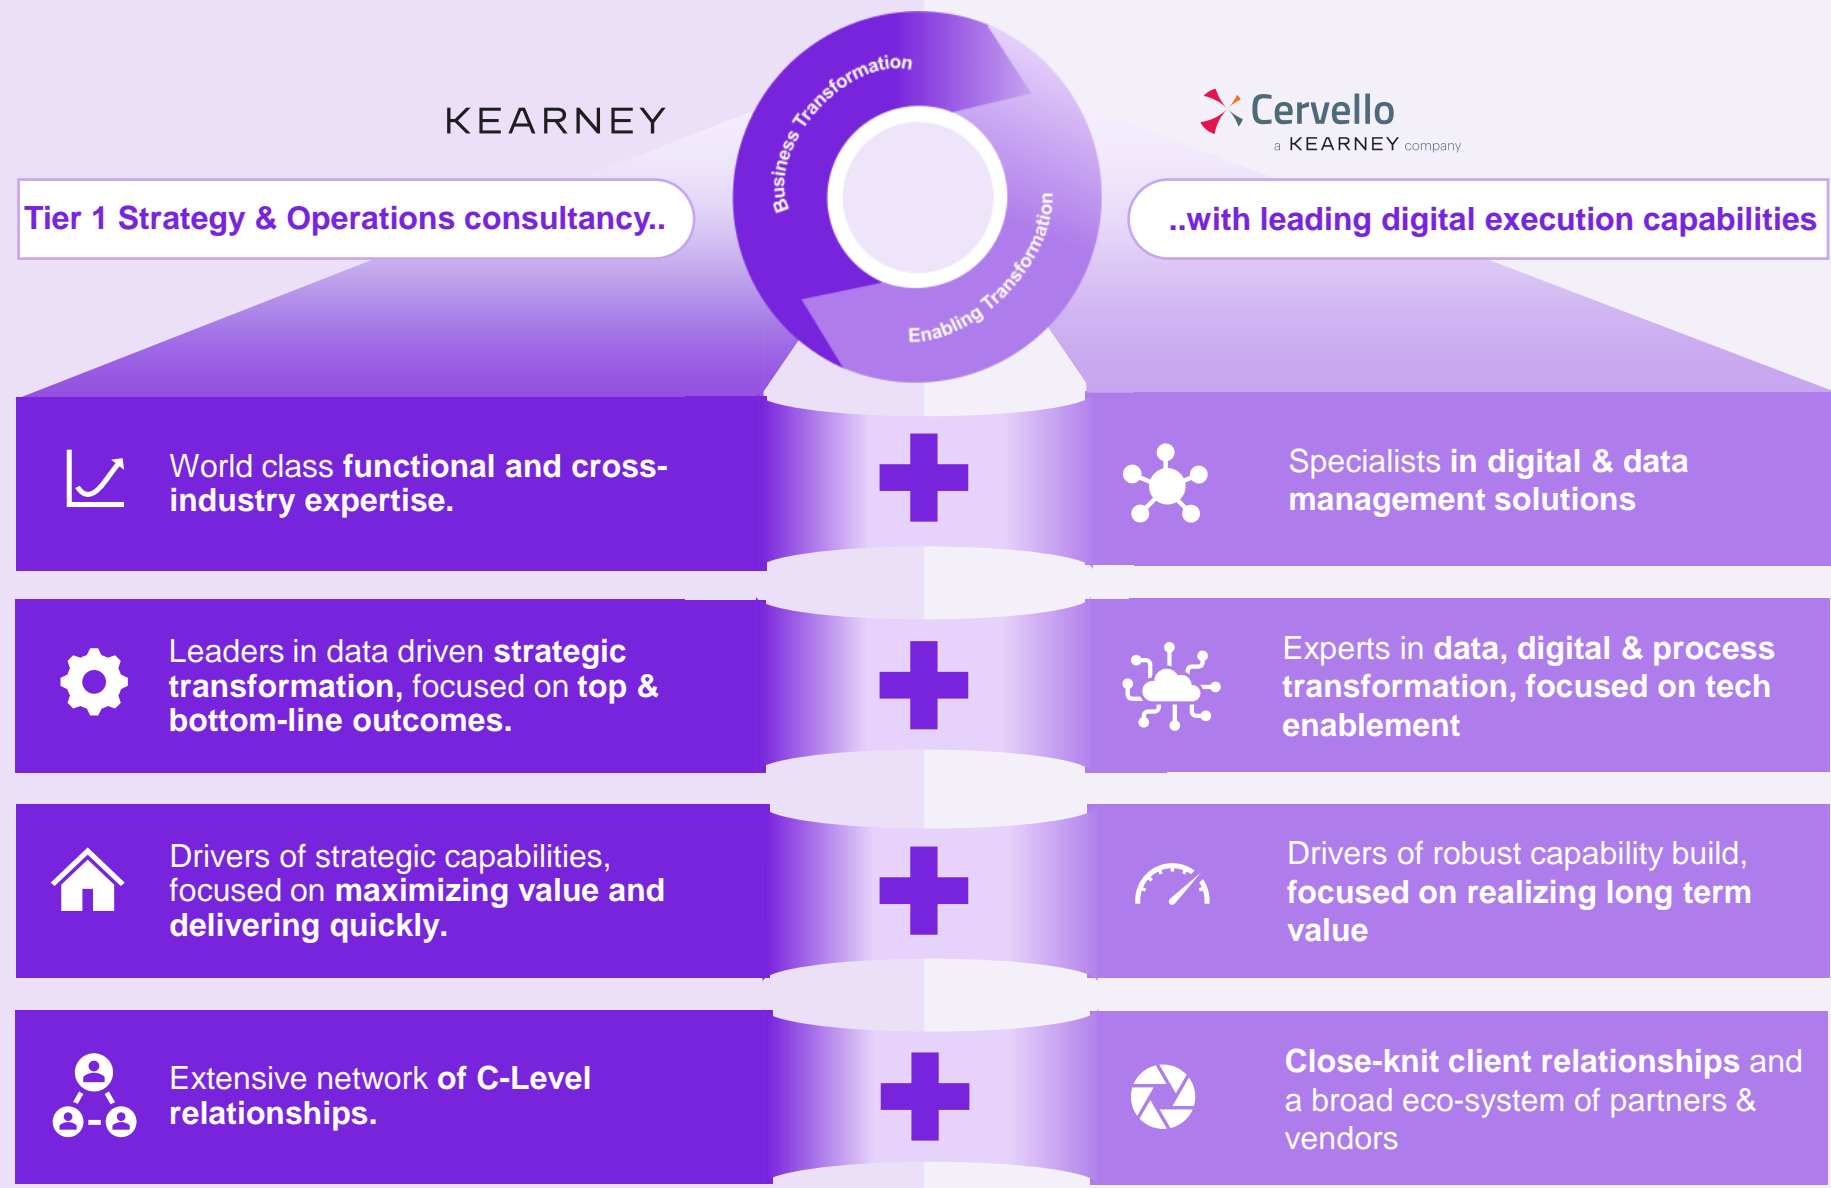 KEARNEY
Business Transformation
Enabling Transformation
Cervello
a KEARNEY company
Tier 1 Strategy & Operations consultancy..
..with leading digital execution capabilities
World class functional and cross-
industry expertise.
Specialists in digital & data
management solutions
Leaders in data driven strategic
transformation, focused on top &
bottom-line outcomes.
Experts in data, digital & process
transformation, focused on tech
enablement
Drivers of strategic capabilities,
focused on maximizing value and
delivering quickly.
Drivers of robust capability build,
focused on realizing long term
value
Extensive network of C-Level
relationships.
Close-knit client relationships and
a broad eco-system of partners &
vendors